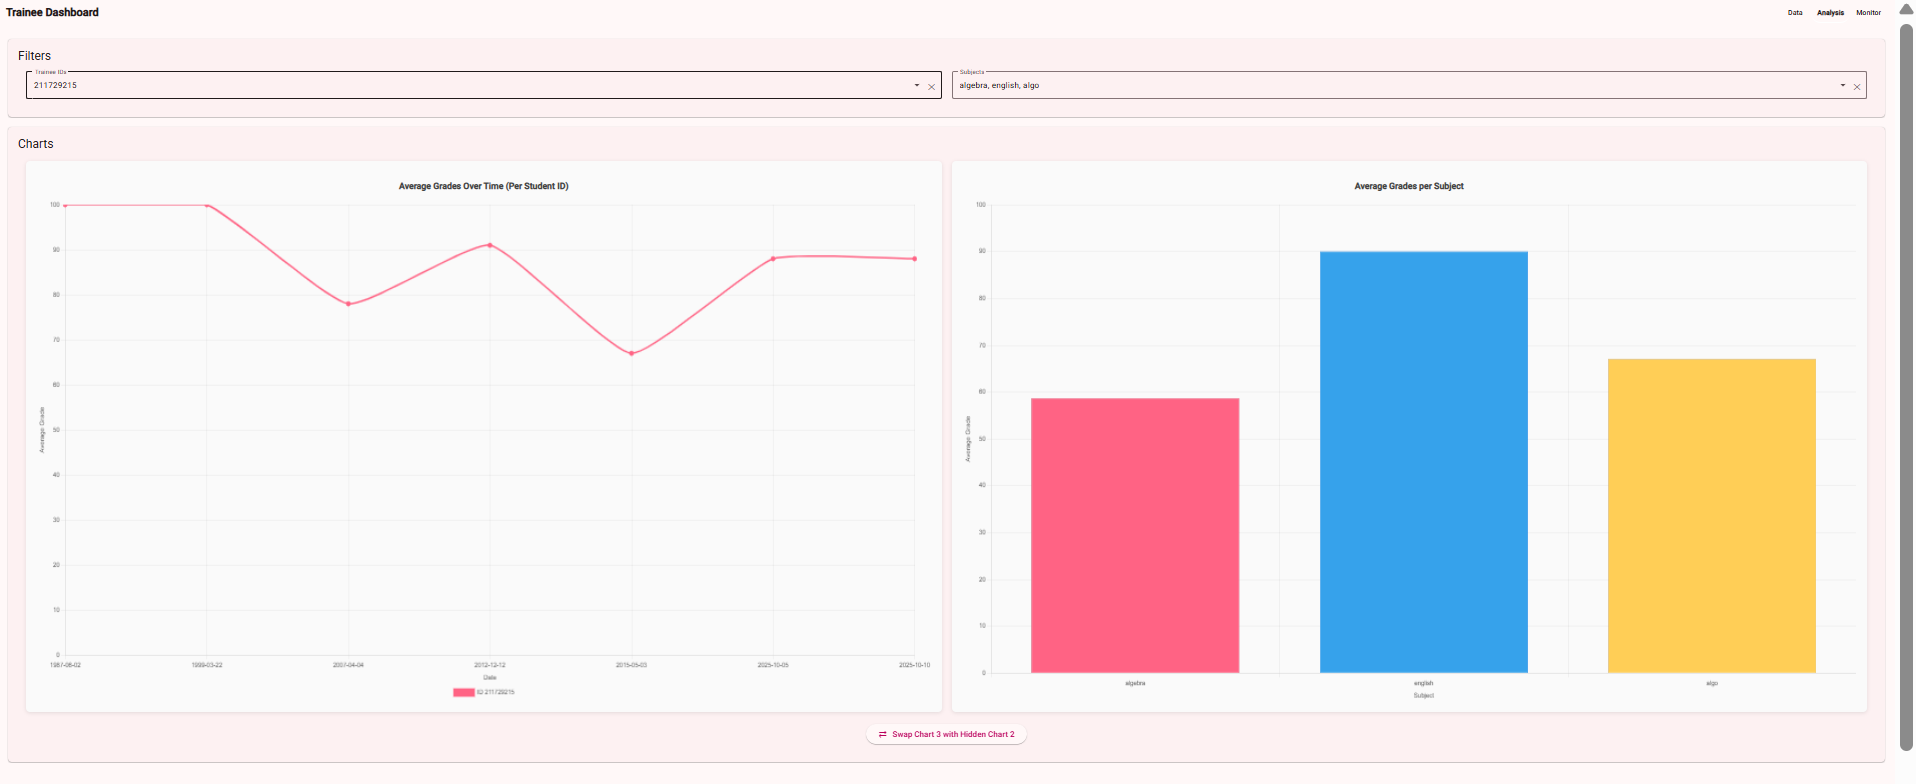 Trainee Dashboard
Data Analysis Monitor
Filters
Trainee IDs
211729215
Subjects
algebra, english, algo
Charts
Average Grades Over Time (Per Student ID)
100
90
80
70
60
50
40
30
20
10
0
Average Grade
1987-08-02 1999-03-22 2007-04-04 2012-12-12 2015-05-03 2025-10-05 2025-10-10
Date
ID 211729215
Average Grades per Subject
100
90
80
70
60
50
40
30
20
10
0
Average Grade
algebra english algo
Subject
Swap Chart 3 with Hidden Chart 2